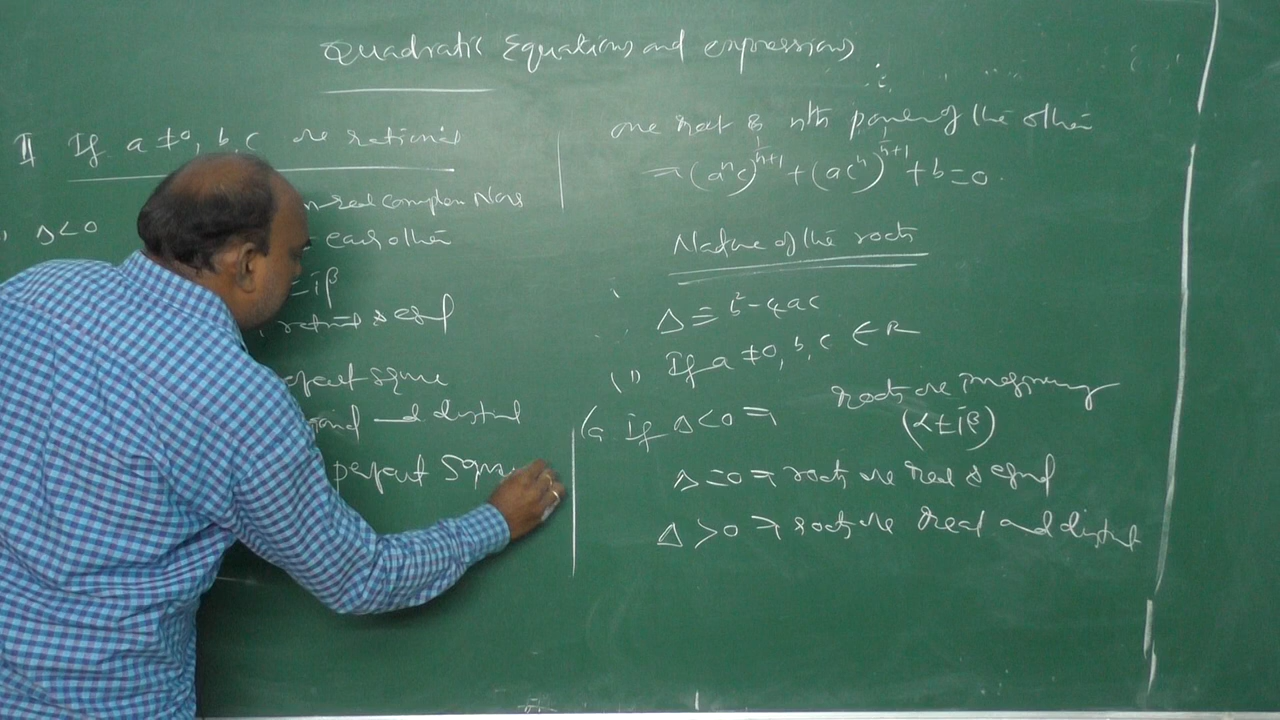 Quadratic Equations and expressions
II If a ≠ 0, b, c are rational
Δ<0
n-real complex Nos
each other
±iβ
rational & equal
perfect square
and distinct
perfect Square
one root is nth power of the other
⇒ (aⁿc)^(1/(n+1)) + (acⁿ)^(1/(n+1)) + b = 0.
Nature of the roots
Δ = b² - 4ac
(1) If a ≠ 0, b, c ∈ R
(a if Δ<0 ⇒ roots are imaginary
(α±iβ)
Δ=0 ⇒ roots are real & equal
Δ>0 ⇒ roots are real and distinct